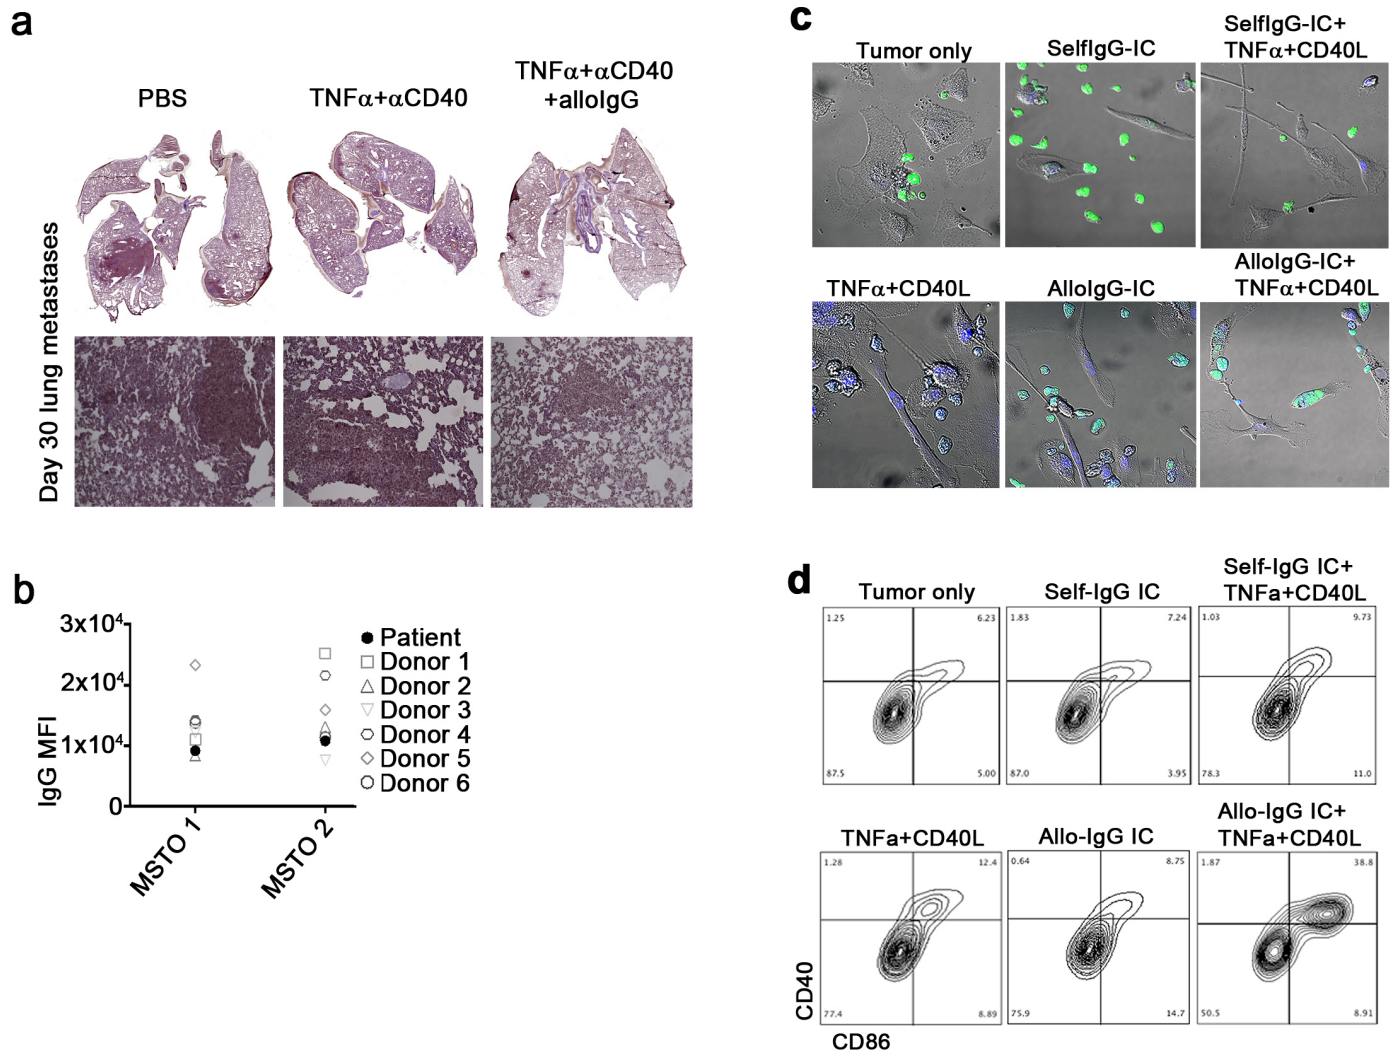 a
PBS
TNFα+αCD40
TNFα+αCD40
+alloIgG
Day 30 lung metastases
b
IgG MFI
3x10⁴
2x10⁴
1x10⁴
0
MSTO 1
MSTO 2
Patient
Donor 1
Donor 2
Donor 3
Donor 4
Donor 5
Donor 6
c
Tumor only
SelfIgG-IC
SelfIgG-IC+
TNFα+CD40L
TNFα+CD40L
AlloIgG-IC
AlloIgG-IC+
TNFα+CD40L
d
Tumor only
1.25 6.23
87.5 5.00
Self-IgG IC
1.83 7.24
87.0 3.95
Self-IgG IC+
TNFa+CD40L
1.03 9.73
78.3 11.0
TNFa+CD40L
1.28 12.4
77.4 8.89
Allo-IgG IC
0.64 8.75
75.9 14.7
Allo-IgG IC+
TNFa+CD40L
1.87 38.8
50.5 8.91
CD40
CD86